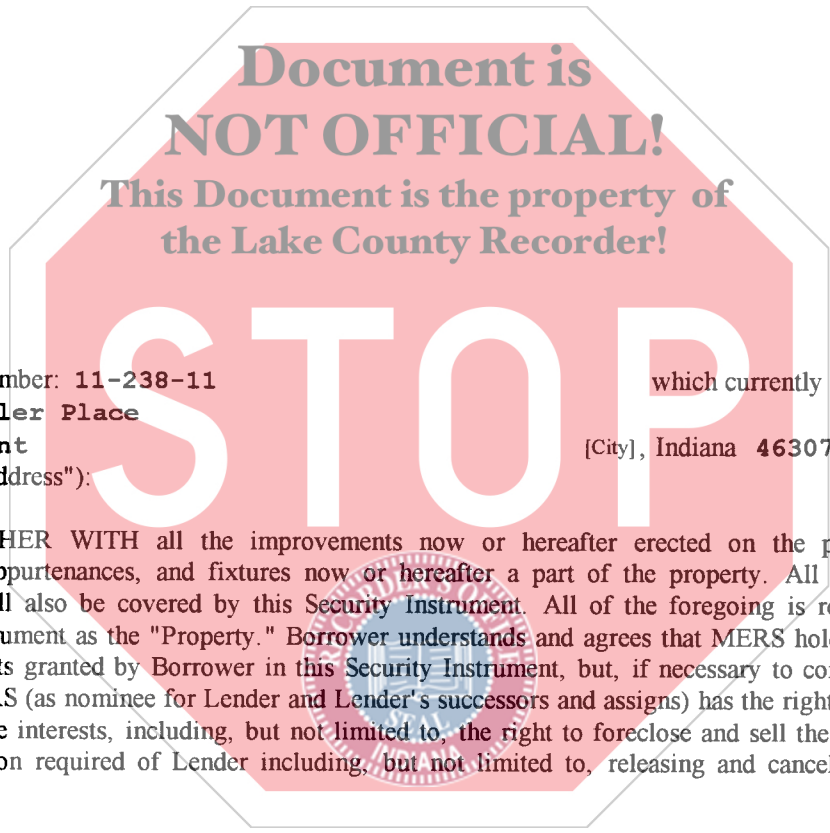 Document is
NOT OFFICIAL!
This Document is the property of
the Lake County Recorder!
STOP
mber: 11-238-11 which currently
ler Place
nt [City], Indiana 46307
ddress"):
HER WITH all the improvements now or hereafter erected on the p
ppurtenances, and fixtures now or hereafter a part of the property. All
ll also be covered by this Security Instrument. All of the foregoing is re
ument as the "Property." Borrower understands and agrees that MERS hol
ts granted by Borrower in this Security Instrument, but, if necessary to co
RS (as nominee for Lender and Lender's successors and assigns) has the right
e interests, including, but not limited to, the right to foreclose and sell the
on required of Lender including, but not limited to, releasing and cancel
RECORDER'S OFFICE
SEAL
INDIANA